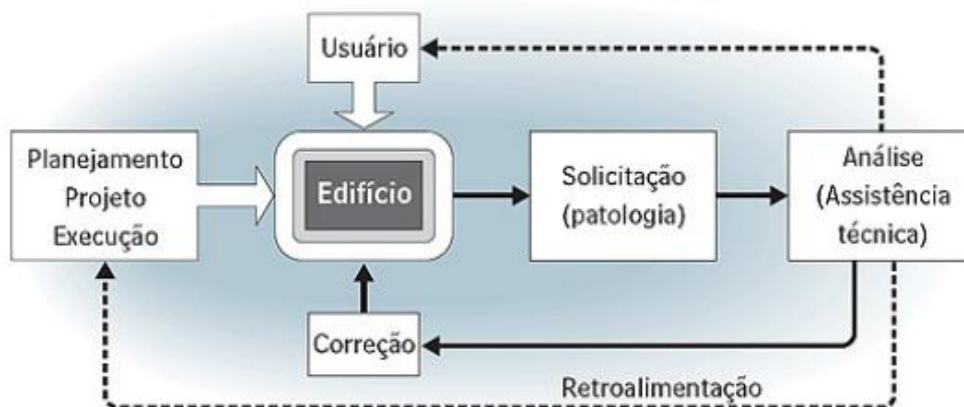 Usuário
Planejamento
Projeto
Execução
Edifício
Solicitação
(patologia)
Análise
(Assistência
técnica)
Correção
Retroalimentação